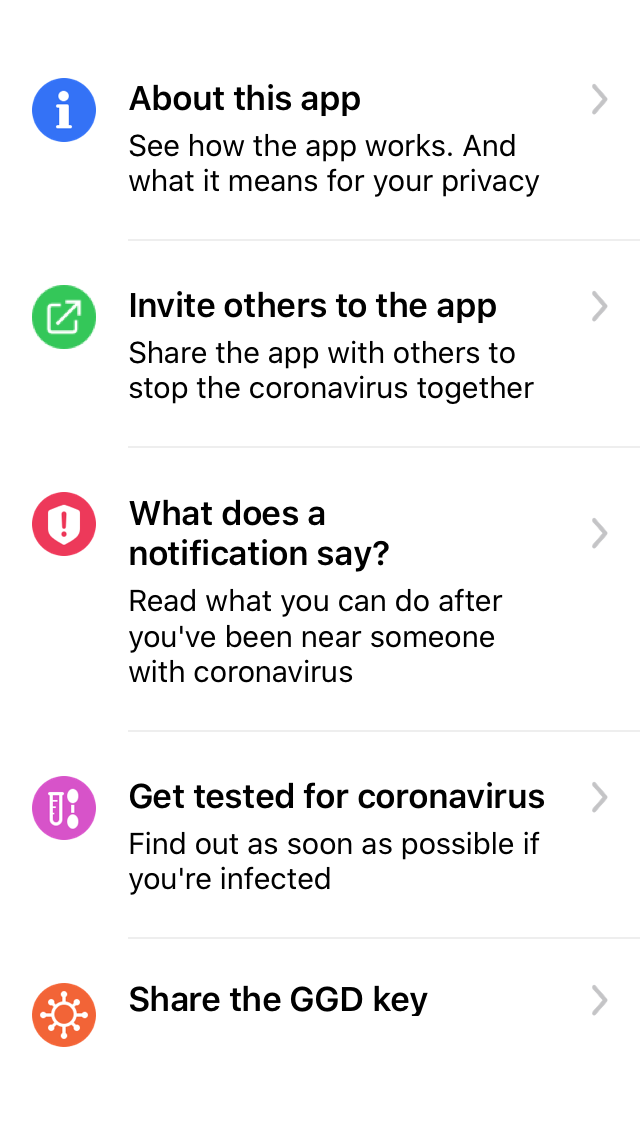 About this app
See how the app works. And
what it means for your privacy
Invite others to the app
Share the app with others to
stop the coronavirus together
What does a
notification say?
Read what you can do after
you've been near someone
with coronavirus
Get tested for coronavirus
Find out as soon as possible if
you're infected
Share the GGD key